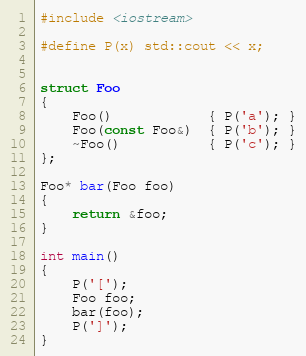 1 #include <iostream>
2
3 #define P(x) std::cout << x;
4
5
6 struct Foo
7 {
8     Foo()            { P('a'); }
9     Foo(const Foo&)  { P('b'); }
10     ~Foo()           { P('c'); }
11 };
12
13 Foo* bar(Foo foo)
14 {
15     return &foo;
16 }
17
18 int main()
19 {
20     P('[');
21     Foo foo;
22     bar(foo);
23     P(']');
24 }